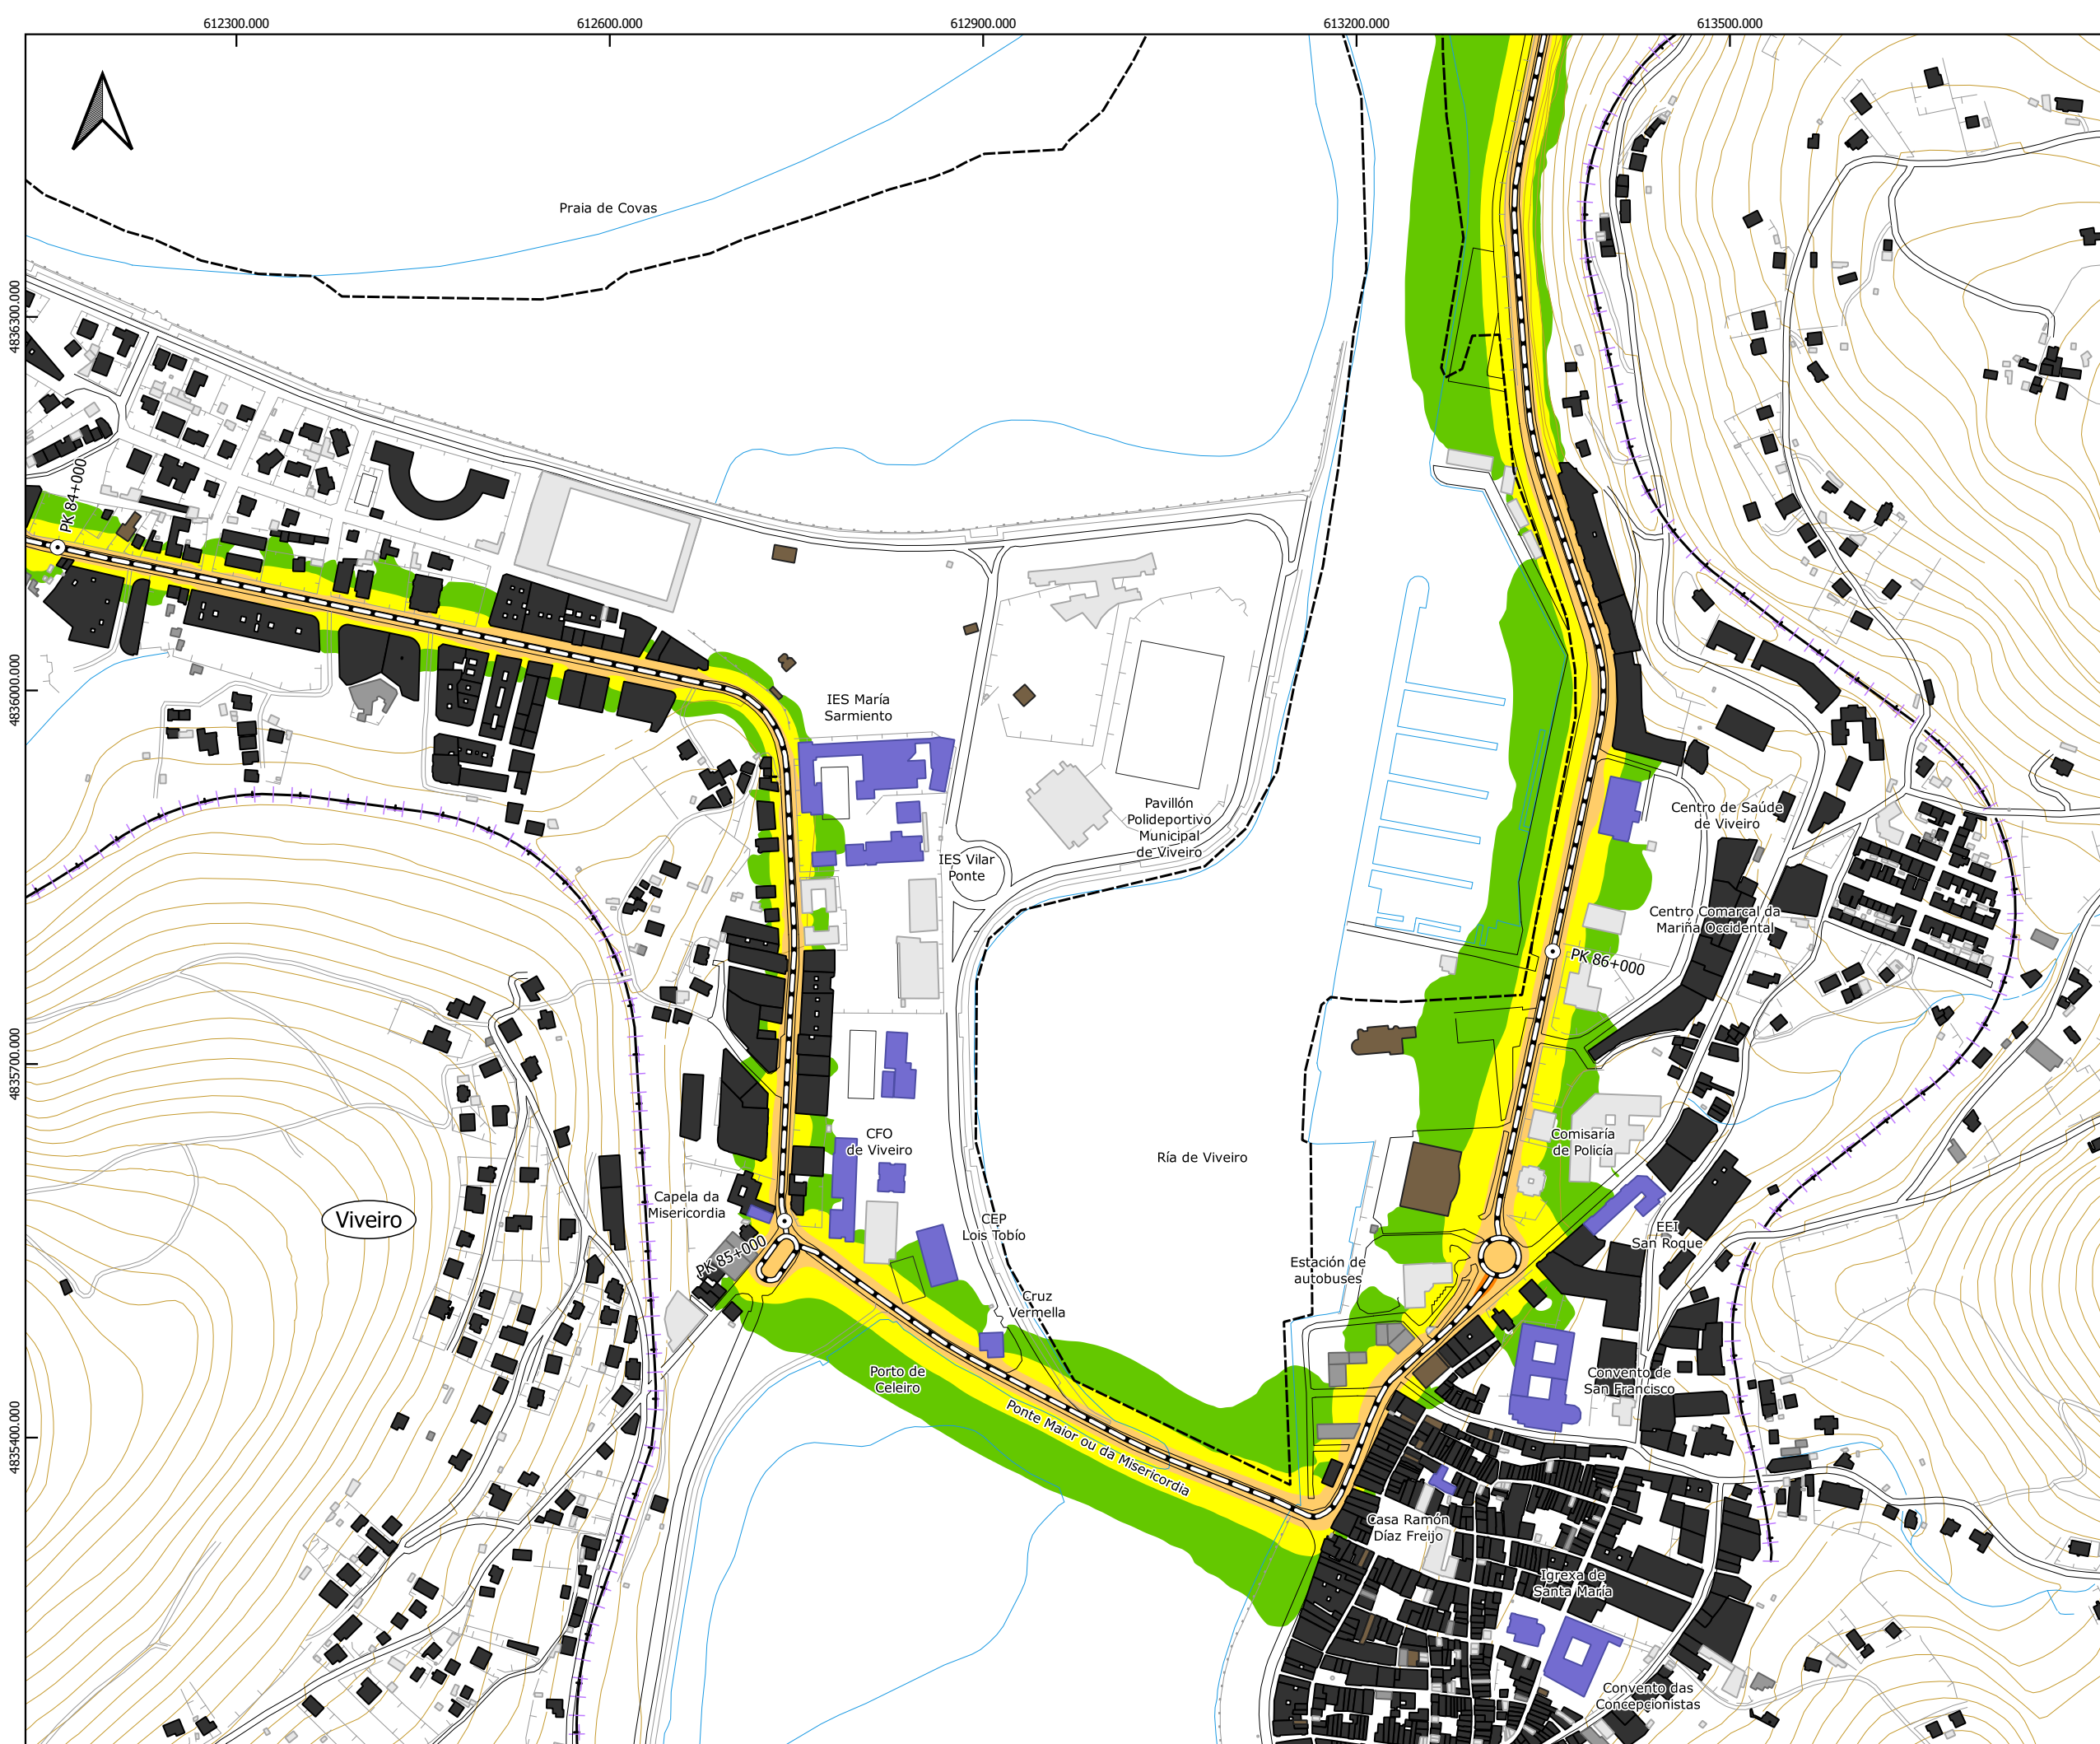 612300.000
612600.000
612900.000
613200.000
613500.000
Praia de Covas
4836300.000
PK 84+000
4836000.000
IES María
Sarmiento
Pavillón
Polideportivo
Municipal
de Viveiro
Centro de Saúde
de Viveiro
IES Vilar
Ponte
Centro Comarcal da
Mariña Occidental
PK 86+000
4835700.000
CFO
de Viveiro
Ría de Viveiro
Comisaría
de Policía
Capela da
Misericordia
Viveiro
CEP
Lois Tobío
EEI
San Roque
PK 85+000
Estación de
autobuses
Cruz
Vermella
Porto de
Celeiro
Convento de
San Francisco
4835400.000
Ponte Maior ou da Misericordia
Casa Ramón
Díaz Freijo
Igrexa de
Santa María
Convento das
Concepcionistas